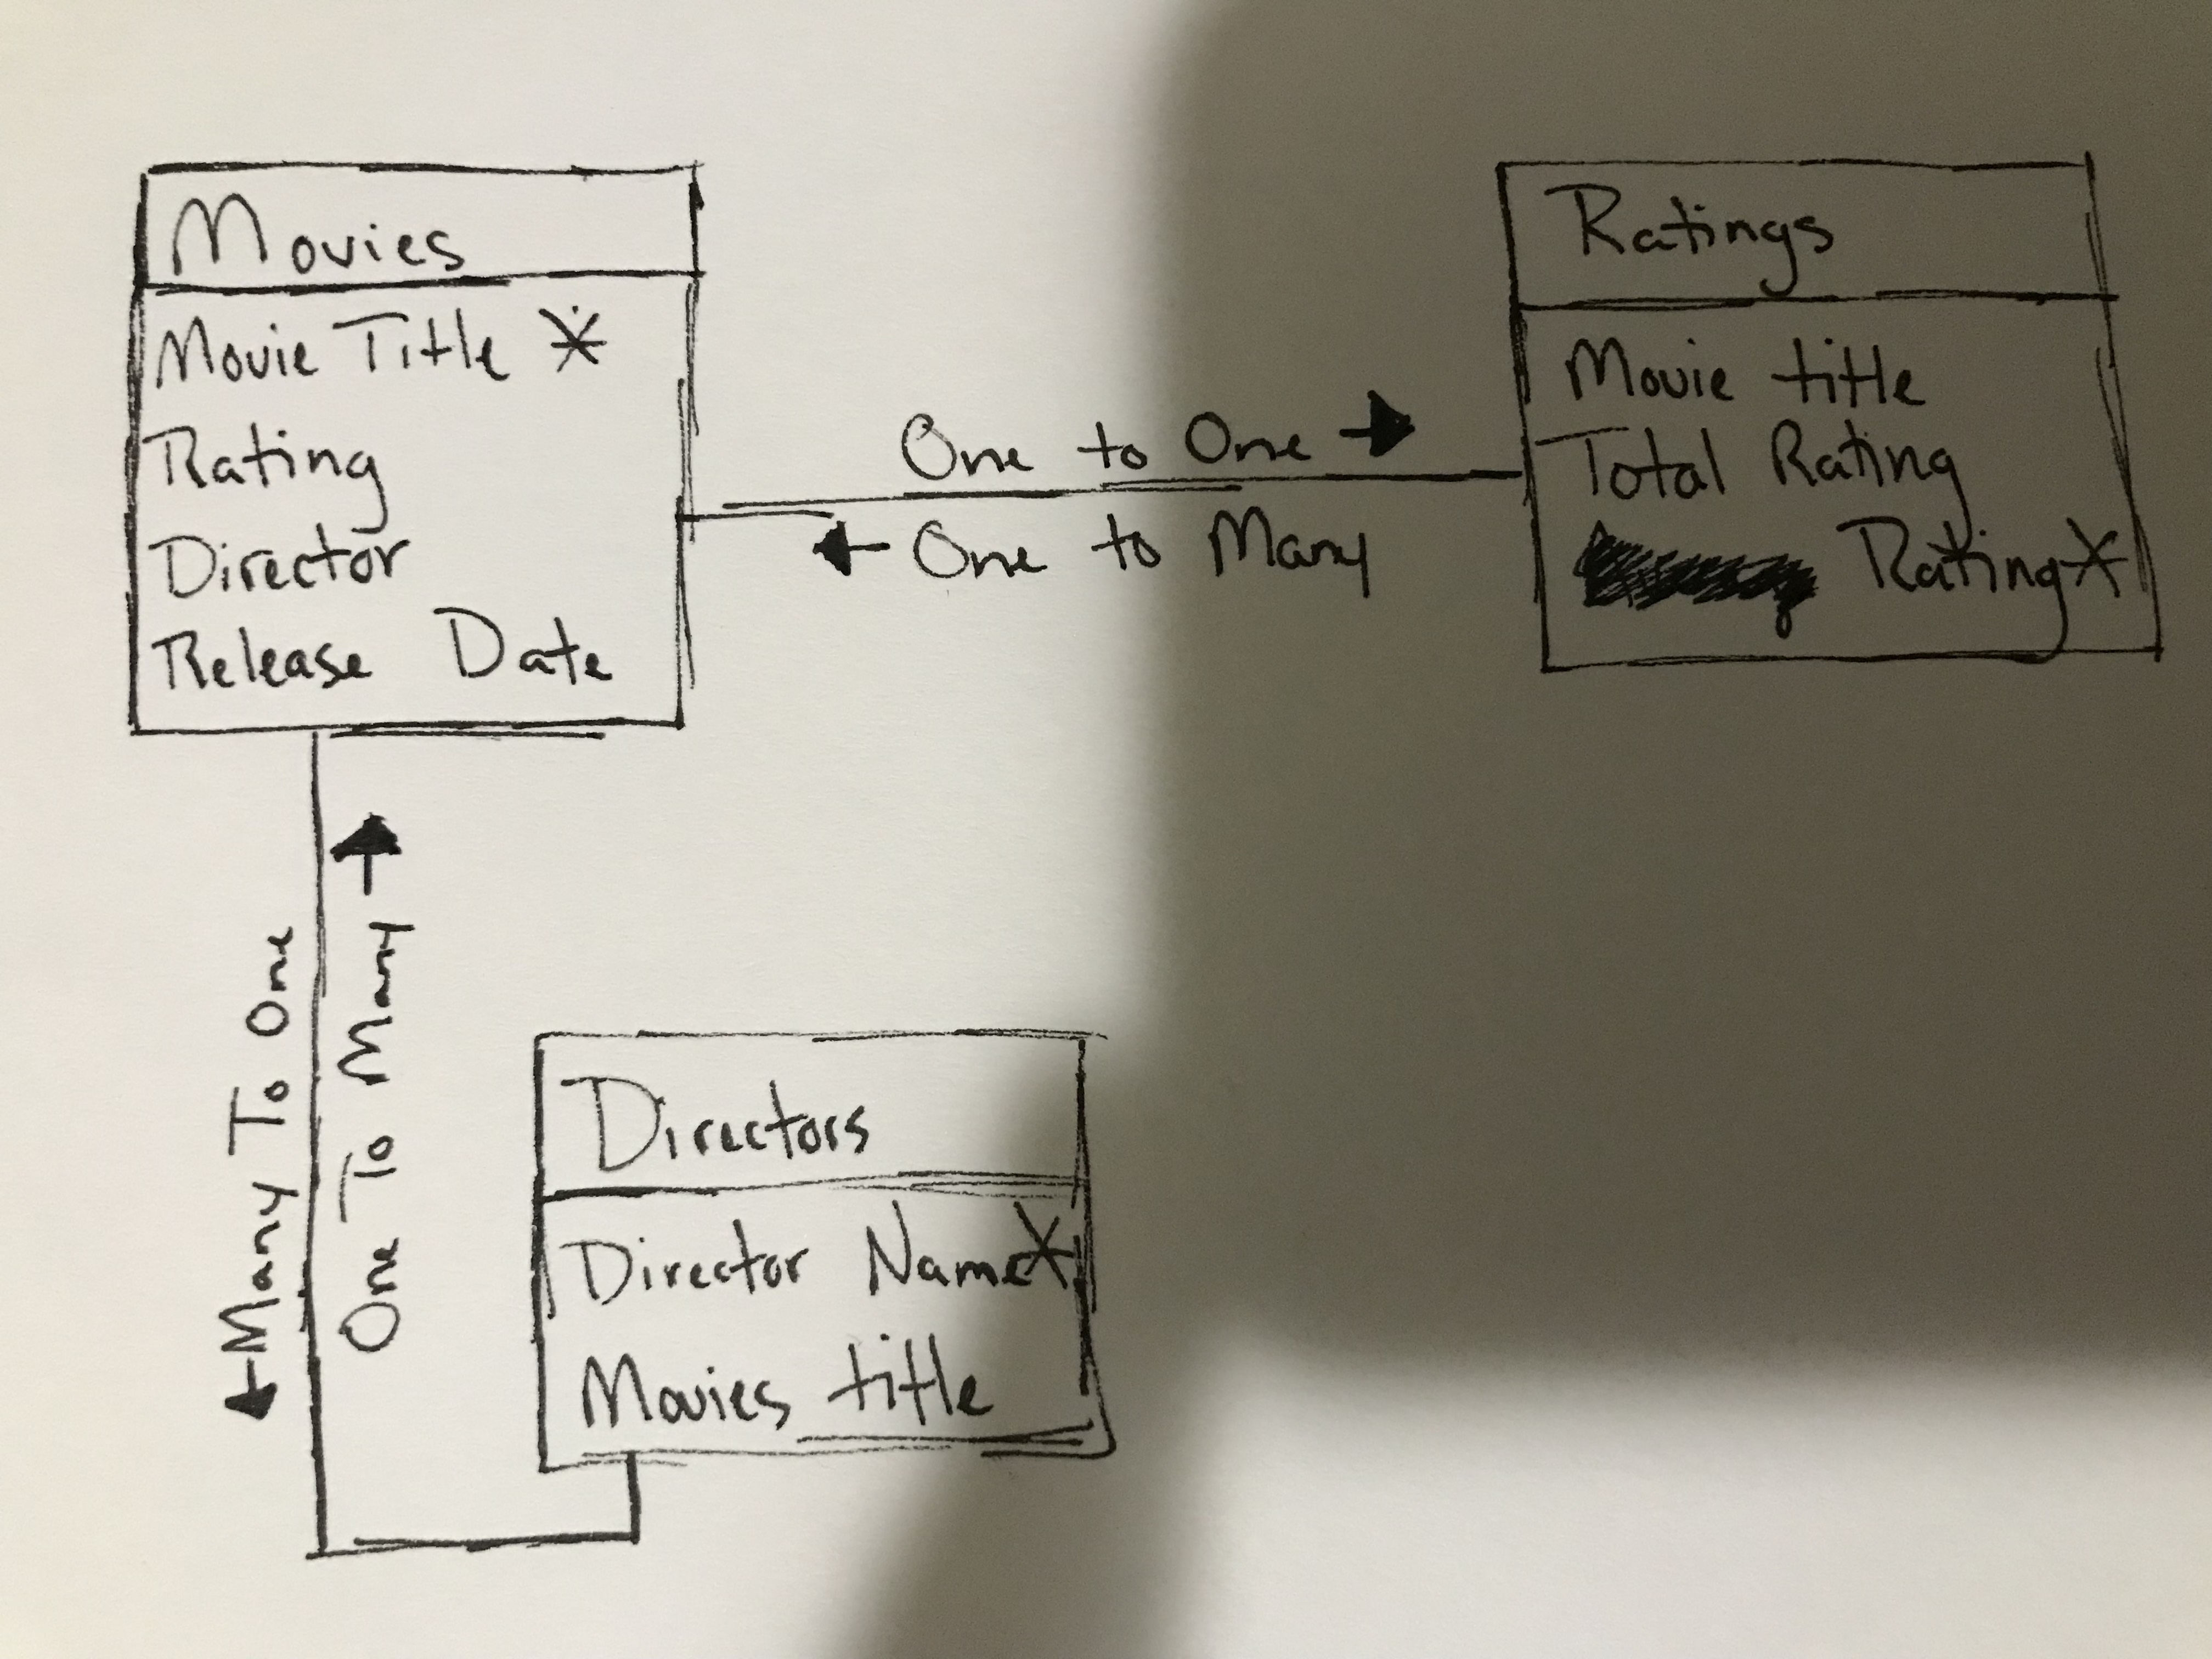 Movies
Movie Title *
Rating
Director
Release Date
One to One →
← One to Many
Ratings
Movie title
Total Rating
Rating*
← Many To One
One To Many →
Directors
Director Name*
Movies title